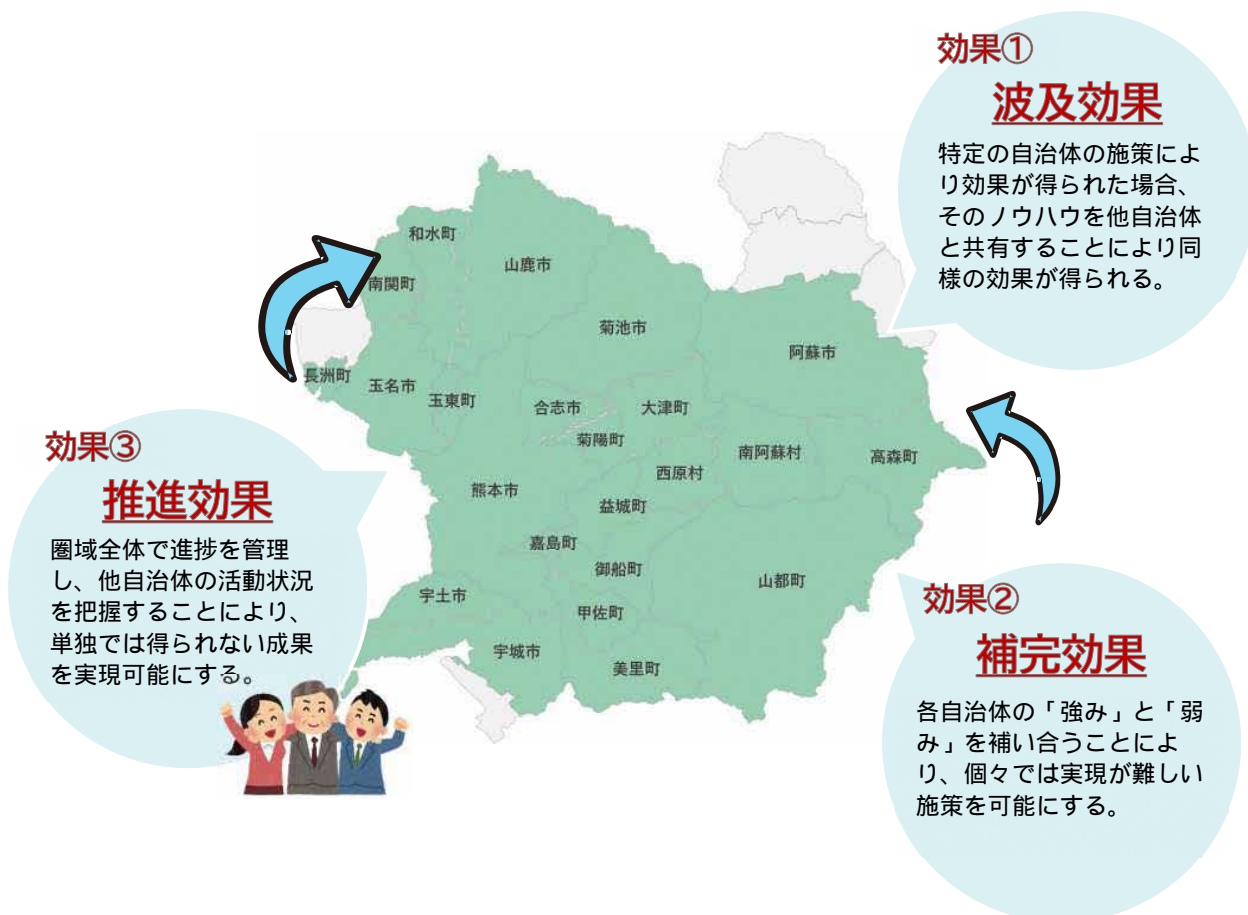 効果①
波及効果
特定の自治体の施策によ
り効果が得られた場合、
そのノウハウを他自治体
と共有することにより同
様の効果が得られる。
和水町
山鹿市
南関町
菊池市
阿蘇市
長洲町
玉名市
玉東町
合志市
大津町
菊陽町
南阿蘇村
高森町
西原村
熊本市
益城町
嘉島町
御船町
山都町
宇土市
甲佐町
宇城市
美里町
効果③
推進効果
圏域全体で進捗を管理
し、他自治体の活動状況
を把握することにより、
単独では得られない成果
を実現可能にする。
効果②
補完効果
各自治体の「強み」と「弱
み」を補い合うことによ
り、個々では実現が難しい
施策を可能にする。